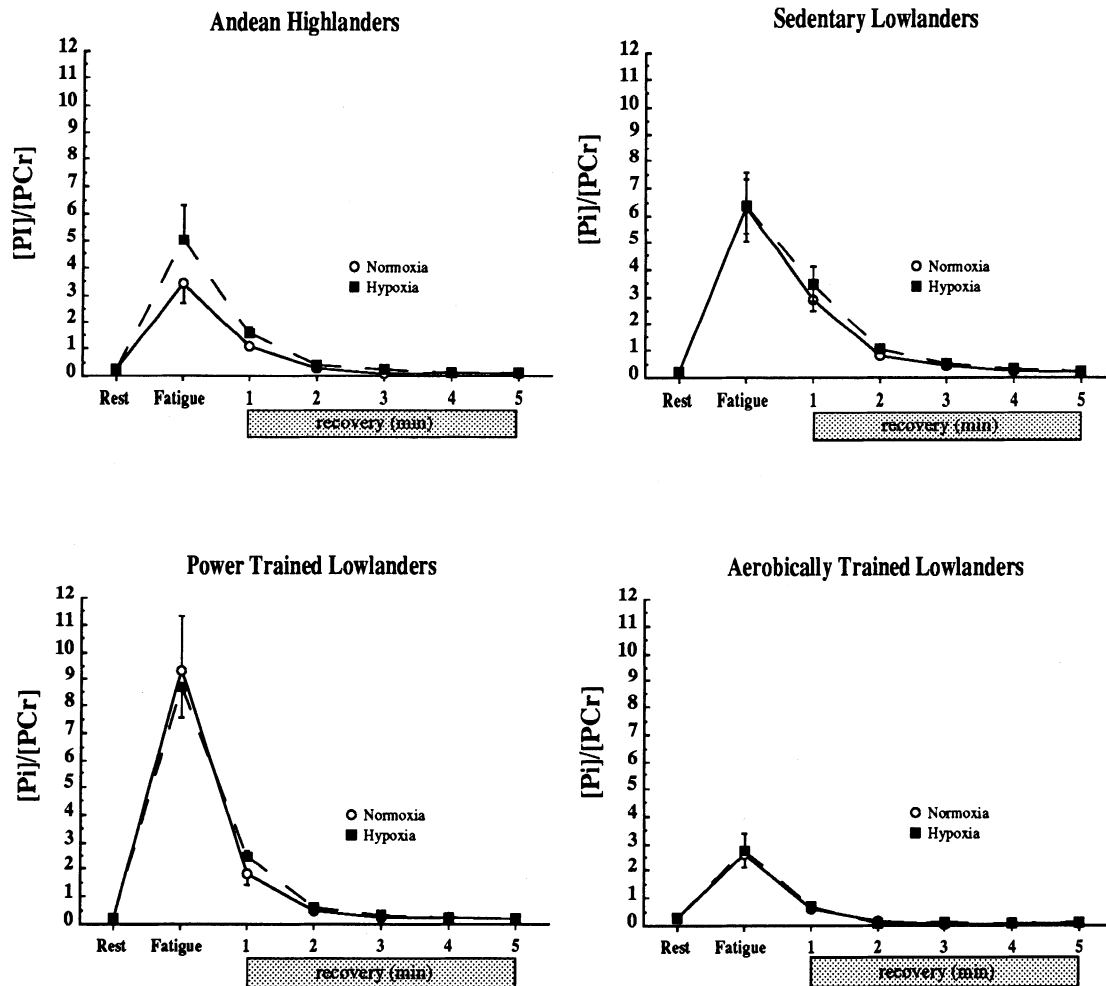 Andean Highlanders
12
11
10
9
8
7
6
5
4
3
2
1
0
[PI]/[PCr]
Normoxia
Hypoxia
Rest Fatigue 1 2 3 4 5
recovery (min)
Sedentary Lowlanders
12
11
10
9
8
7
6
5
4
3
2
1
0
[Pi]/[PCr]
Normoxia
Hypoxia
Rest Fatigue 1 2 3 4 5
recovery (min)
Power Trained Lowlanders
12
11
10
9
8
7
6
5
4
3
2
1
0
[Pi]/[PCr]
Normoxia
Hypoxia
Rest Fatigue 1 2 3 4 5
recovery (min)
Aerobically Trained Lowlanders
12
11
10
9
8
7
6
5
4
3
2
1
0
[Pi]/[PCr]
Normoxia
Hypoxia
Rest Fatigue 1 2 3 4 5
recovery (min)